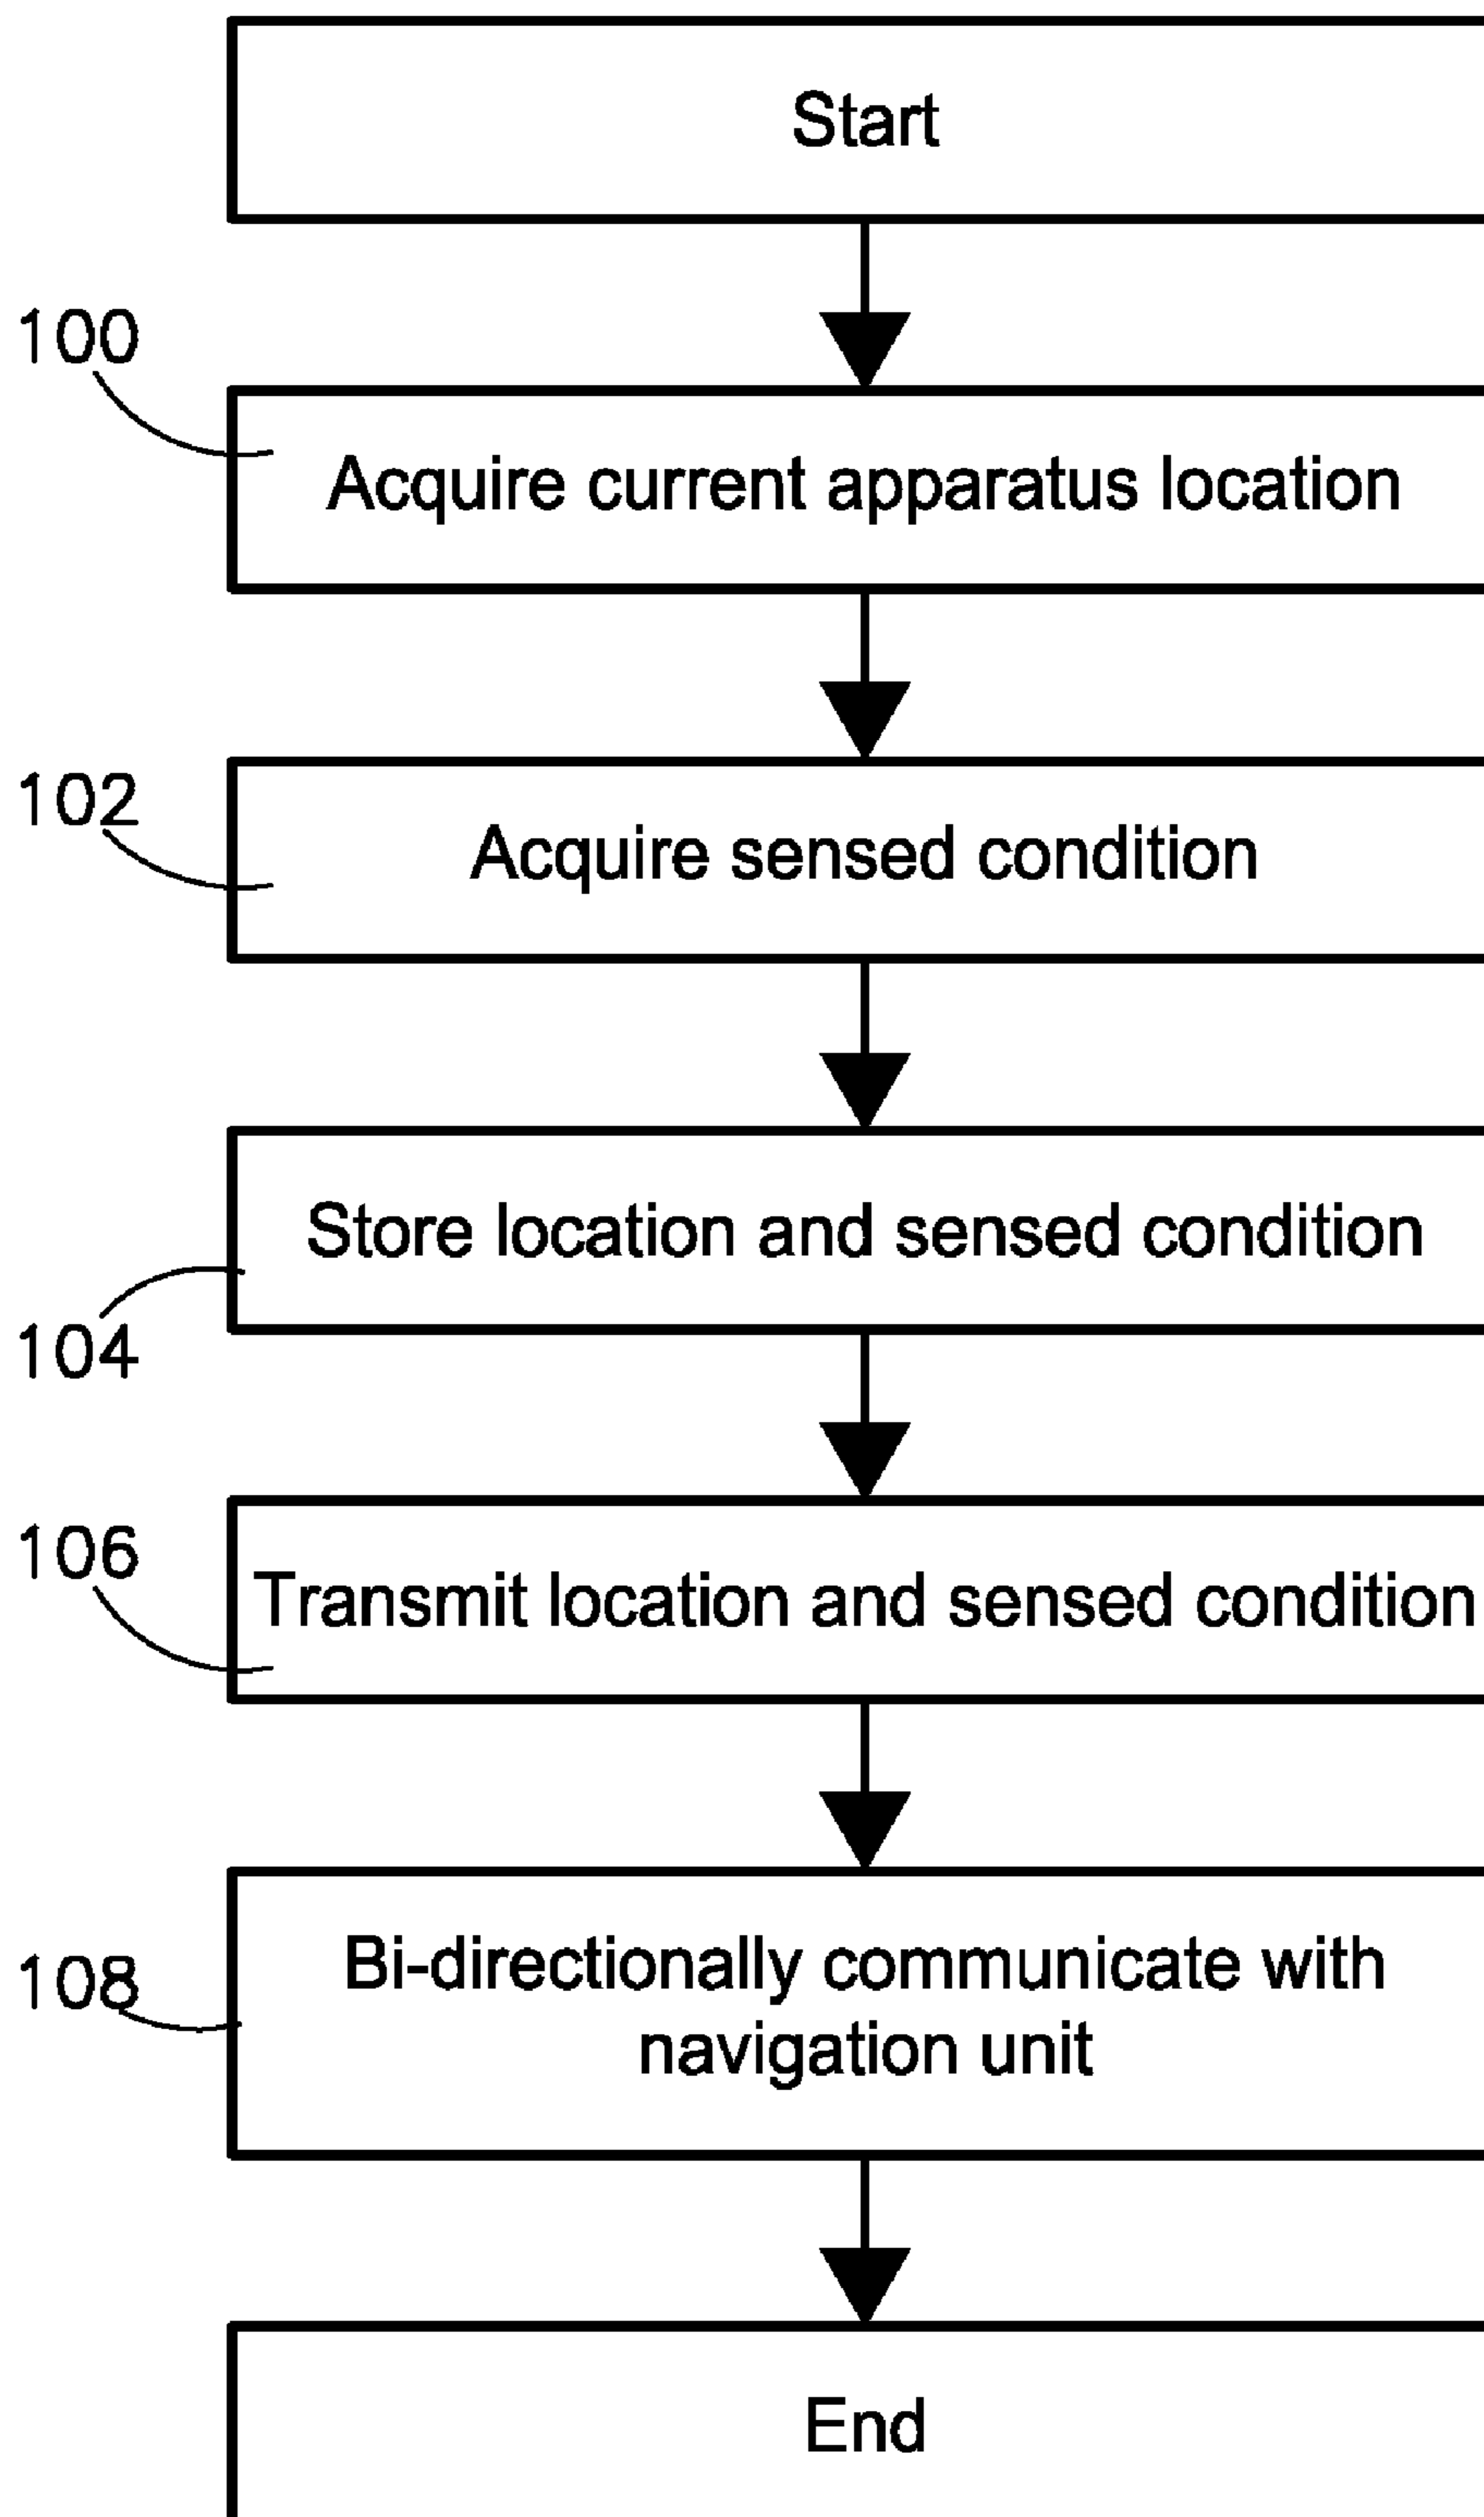 Start
100
Acquire current apparatus location
102
Acquire sensed condition
Store location and sensed condition
104
106
Transmit location and sensed condition
108
Bi-directionally communicate with
navigation unit
End